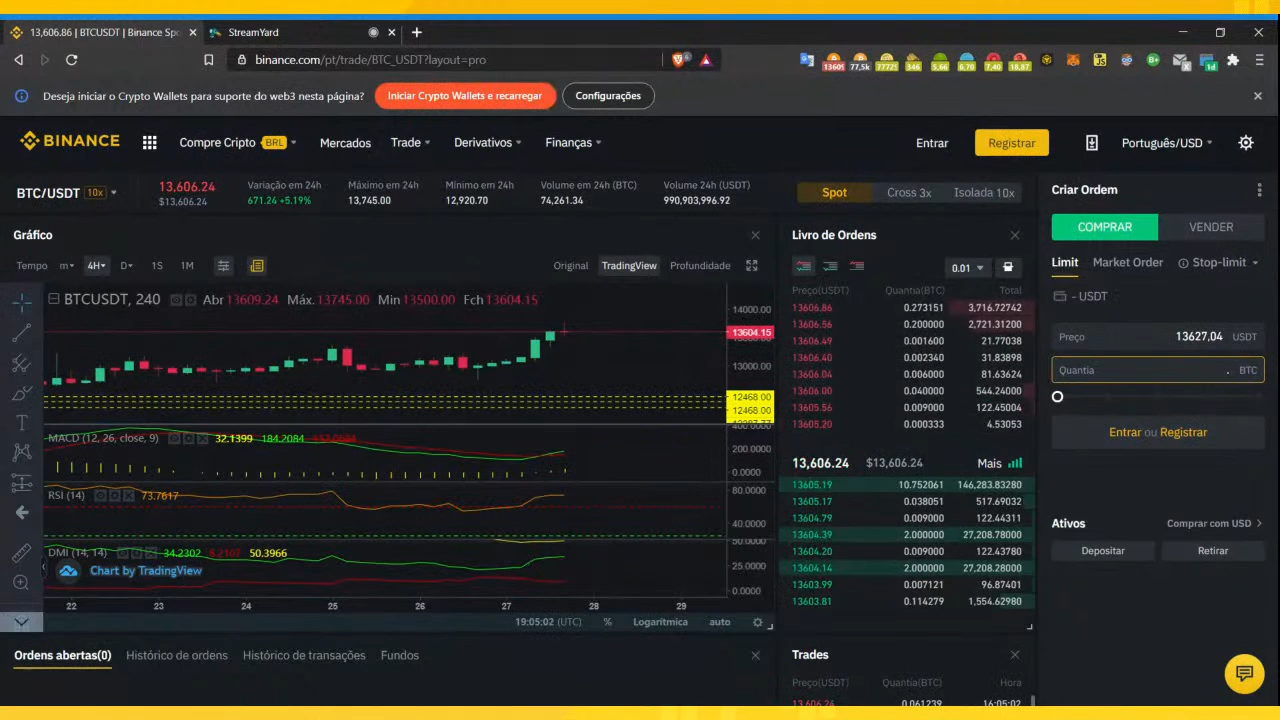 13,606.86 | BTCUSDT | Binance Spo
StreamYard
binance.com/pt/trade/BTC_USDT?layout=pro
Deseja iniciar o Crypto Wallets para suporte do web3 nesta página?
Iniciar Crypto Wallets e recarregar
Configurações
BINANCE
Compre Cripto BRL
Mercados
Trade
Derivativos
Finanças
Entrar
Registrar
Português/USD
BTC/USDT 10x
13,606.24
$13,606.24
Variação em 24h
671.24 +5.19%
Máximo em 24h
13,745.00
Mínimo em 24h
12,920.70
Volume em 24h (BTC)
74,261.34
Volume 24h (USDT)
990,903,996.92
Spot
Cross 3x
Isolada 10x
Gráfico
Tempo m 4H D 1S 1M
Original TradingView Profundidade
BTCUSDT, 240 Abr 13609.24 Máx. 13745.00 Min 13500.00 Fch 13604.15
14000.00
13604.15
13000.00
12468.00
12468.00
MACD (12, 26, close, 9) 32.1399 184.2084
200.0000
0.0000
RSI (14) 73.7617
80.0000
40.0000
DMI (14, 14) 34.2302 50.3966
50.0000
25.0000
0.0000
Chart by TradingView
22 23 24 25 26 27 28 29
19:05:02 (UTC) % Logarítmica auto
Livro de Ordens
0.01
Preço(USDT) Quantia(BTC) Total
13606.86 0.273151 3,716.72742
13606.56 0.200000 2,721.31200
13606.49 0.001600 21.77038
13606.40 0.002340 31.83898
13606.04 0.006000 81.63624
13606.00 0.040000 544.24000
13605.56 0.009000 122.45004
13605.20 0.000333 4.53053
13,606.24 $13,606.24 Mais
13605.19 10.752061 146,283.83280
13605.17 0.038051 517.69032
13604.79 0.009000 122.44311
13604.39 2.000000 27,208.78000
13604.20 0.009000 122.43780
13604.14 2.000000 27,208.28000
13603.99 0.007121 96.87401
13603.81 0.114279 1,554.62980
Trades
Preço(USDT) Quantia(BTC) Hora
13,606.24 0.061239 16:05:02
Criar Ordem
COMPRAR
VENDER
Limit Market Order Stop-limit
- USDT
Preço 13627,04 USDT
Quantia . BTC
Entrar ou Registrar
Ativos
Comprar com USD
Depositar
Retirar
Ordens abertas(0) Histórico de ordens Histórico de transações Fundos